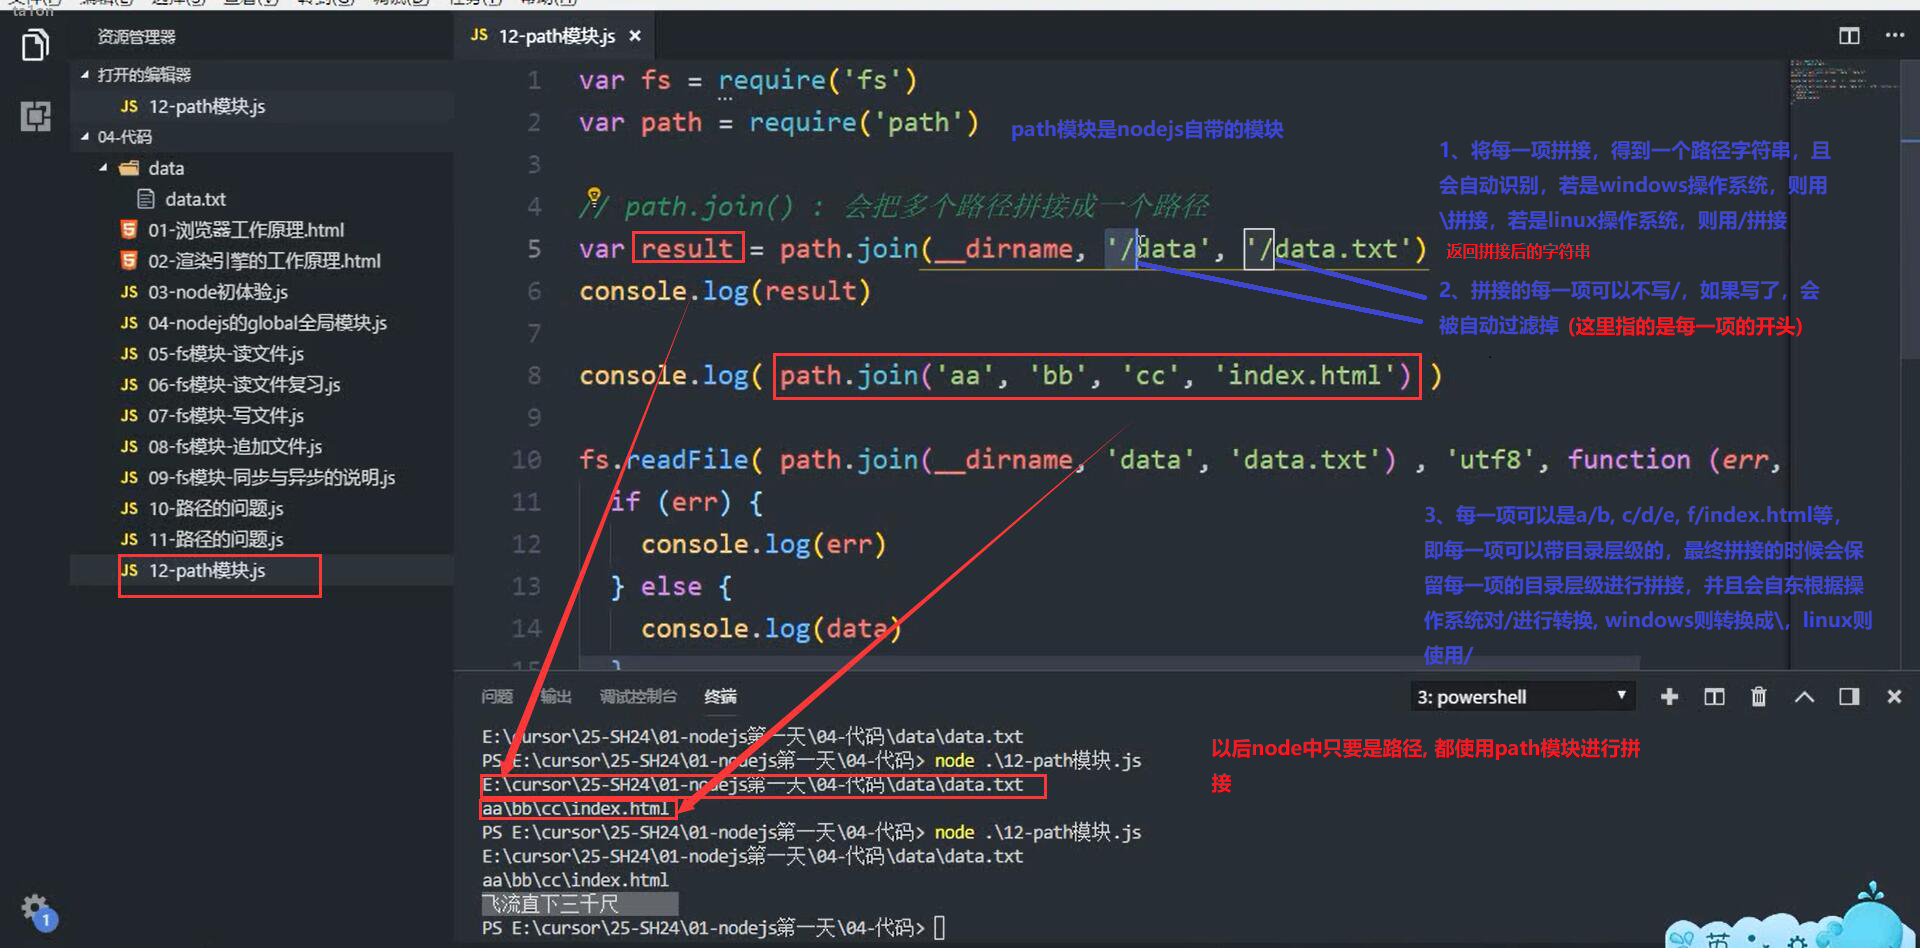 ta1on
资源管理器
打开的编辑器
JS 12-path模块.js
04-代码
data
data.txt
01-浏览器工作原理.html
02-渲染引擎的工作原理.html
JS 03-node初体验.js
JS 04-nodejs的global全局模块.js
JS 05-fs模块-读文件.js
JS 06-fs模块-读文件复习.js
JS 07-fs模块-写文件.js
JS 08-fs模块-追加文件.js
JS 09-fs模块-同步与异步的说明.js
JS 10-路径的问题.js
JS 11-路径的问题.js
JS 12-path模块.js
1
JS 12-path模块.js ×
1 var fs = require('fs')
2 var path = require('path')
path模块是nodejs自带的模块
3
4 // path.join() : 会把多个路径拼接成一个路径
5 var result = path.join(__dirname, '/data', '/data.txt')
6 console.log(result)
7
8 console.log( path.join('aa', 'bb', 'cc', 'index.html') )
9
10 fs.readFile( path.join(__dirname, 'data', 'data.txt') , 'utf8', function (err,
11 if (err) {
12 console.log(err)
13 } else {
14 console.log(data)
15 }
1、将每一项拼接，得到一个路径字符串，且
会自动识别，若是windows操作系统，则用
\拼接，若是linux操作系统，则用/拼接
返回拼接后的字符串
2、拼接的每一项可以不写/，如果写了，会
被自动过滤掉 (这里指的是每一项的开头)
3、每一项可以是a/b, c/d/e, f/index.html等，
即每一项可以带目录层级的，最终拼接的时候会保
留每一项的目录层级进行拼接，并且会自东根据操
作系统对/进行转换, windows则转换成\，linux则
使用/
问题 输出 调试控制台 终端
3: powershell
E:\cursor\25-SH24\01-nodejs第一天\04-代码\data\data.txt
PS E:\cursor\25-SH24\01-nodejs第一天\04-代码> node .\12-path模块.js
E:\cursor\25-SH24\01-nodejs第一天\04-代码\data\data.txt
aa\bb\cc\index.html
PS E:\cursor\25-SH24\01-nodejs第一天\04-代码> node .\12-path模块.js
E:\cursor\25-SH24\01-nodejs第一天\04-代码\data\data.txt
aa\bb\cc\index.html
飞流直下三千尺
PS E:\cursor\25-SH24\01-nodejs第一天\04-代码>
以后node中只要是路径, 都使用path模块进行拼
接
英